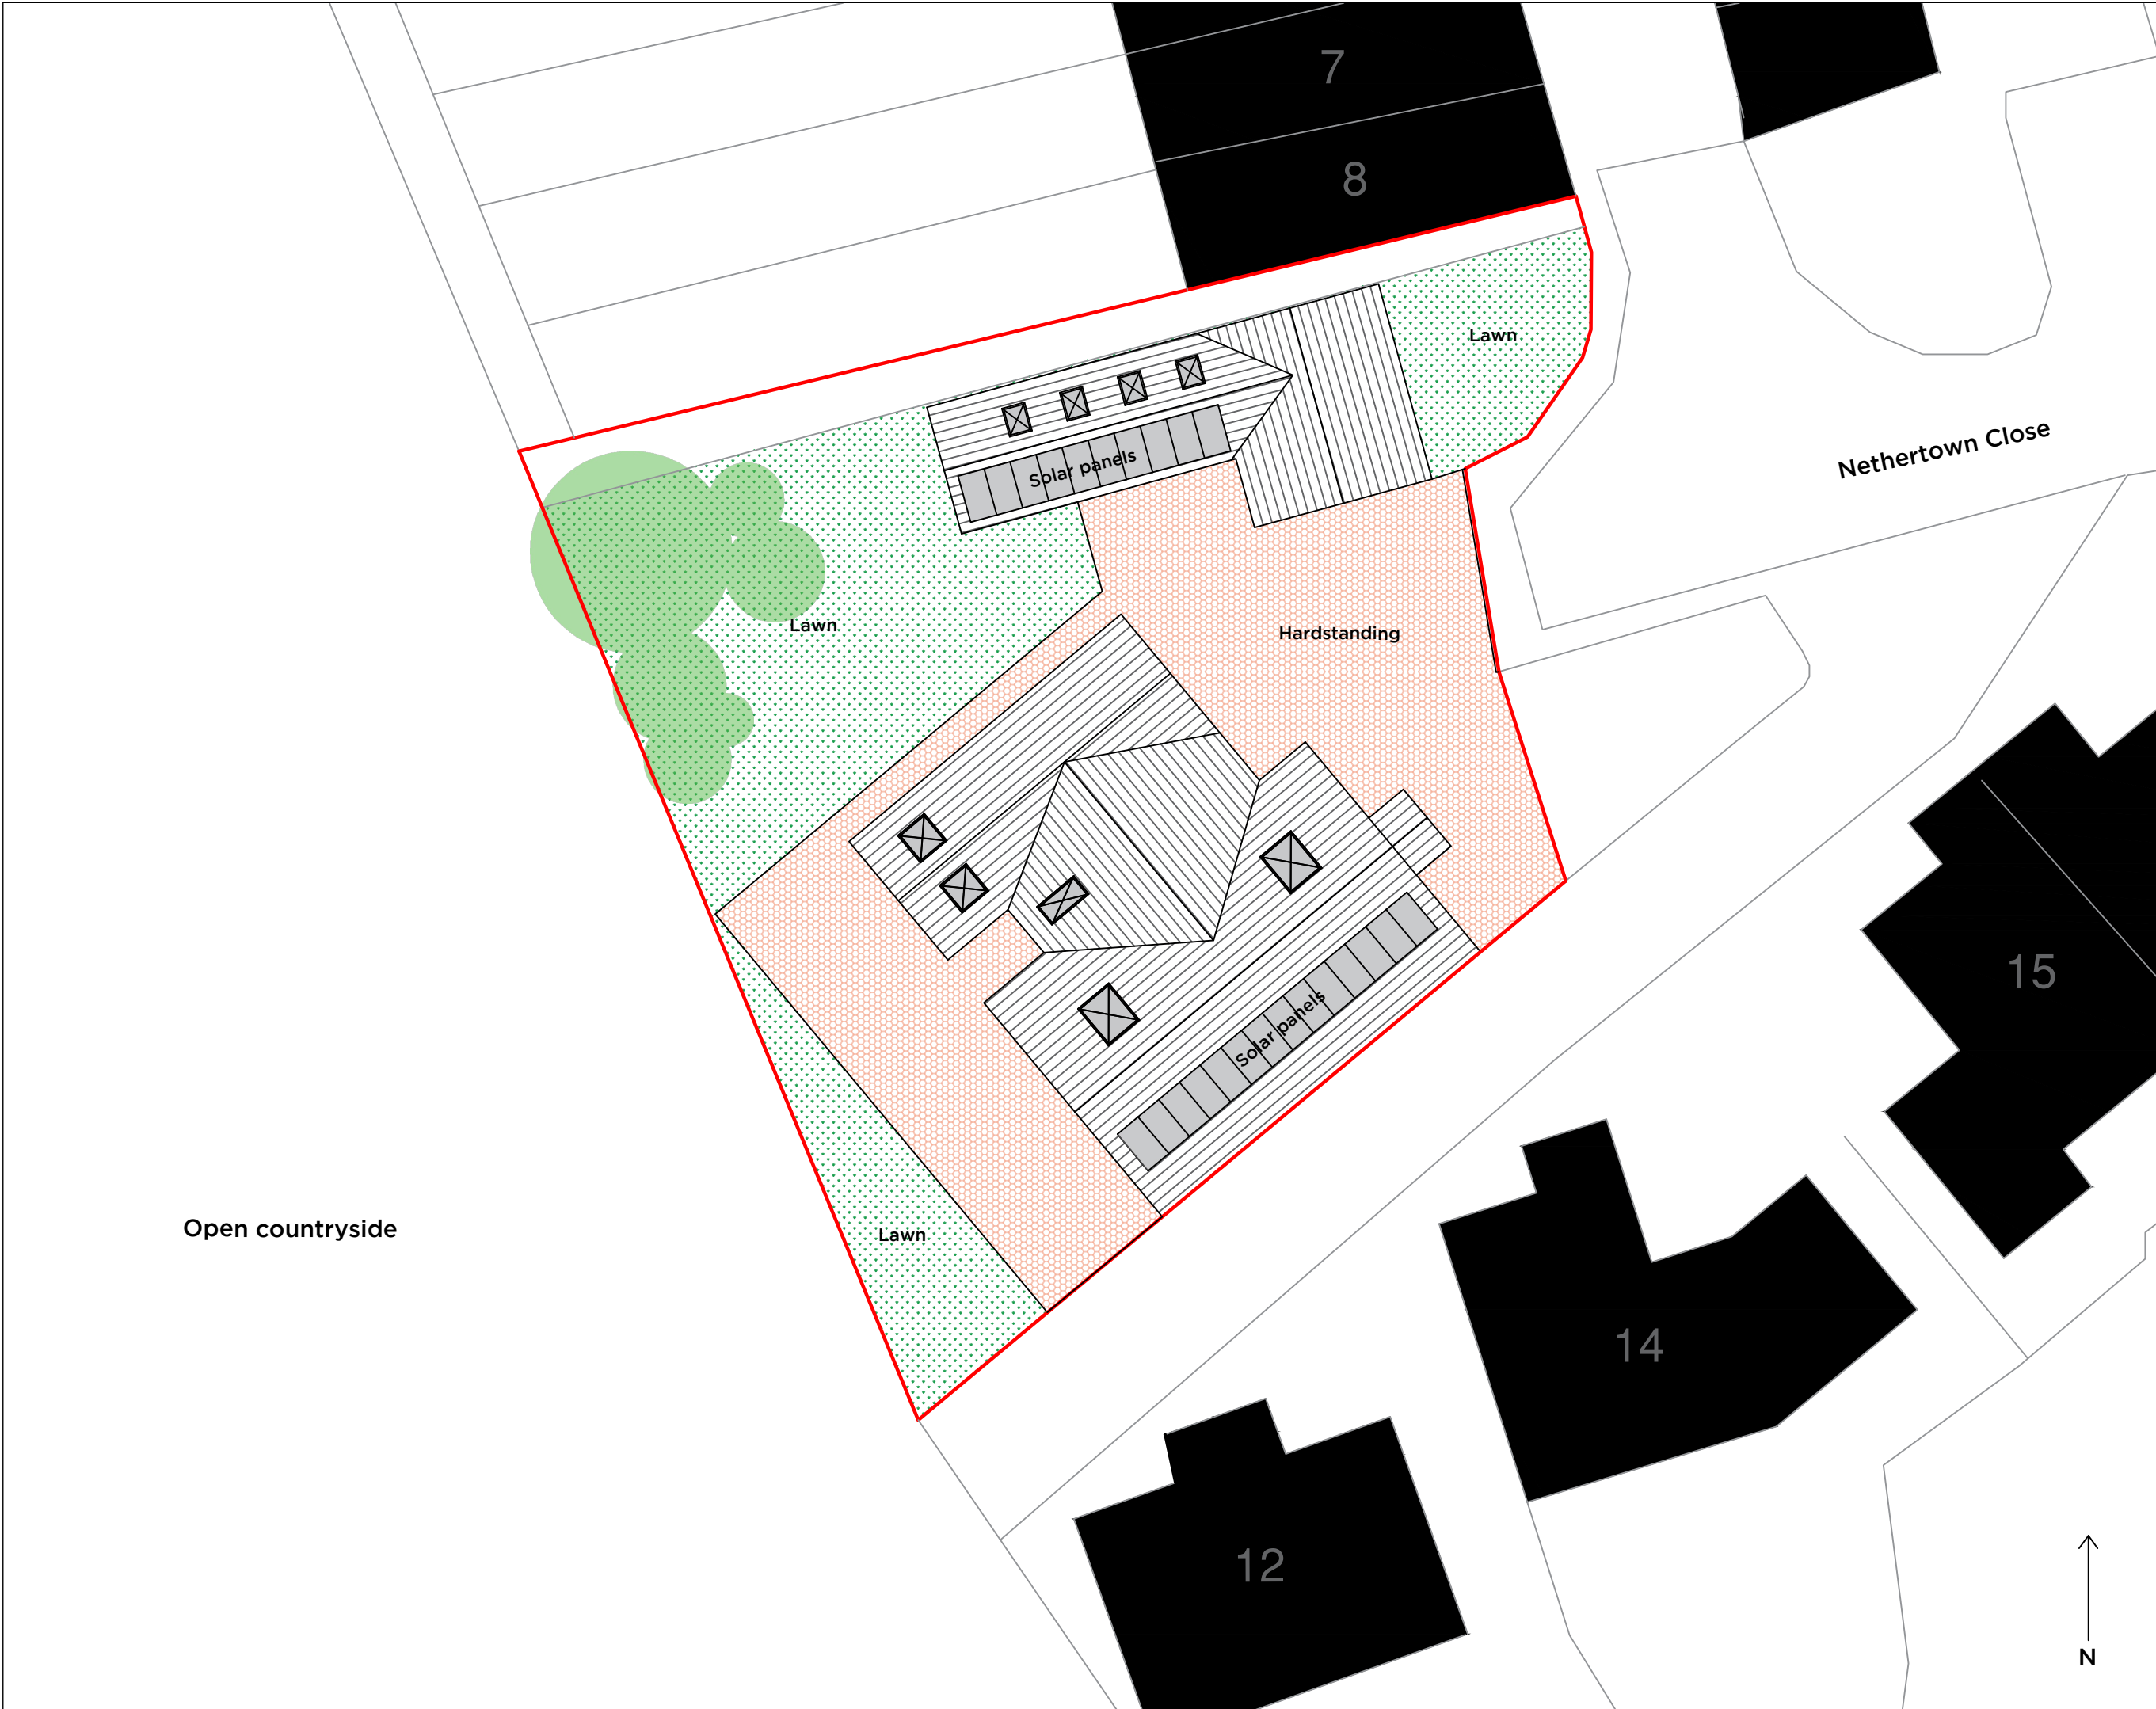 7
8
Lawn
Nethertown Close
Solar panels
Lawn
Hardstanding
15
Solar panels
Open countryside
Lawn
14
12
N